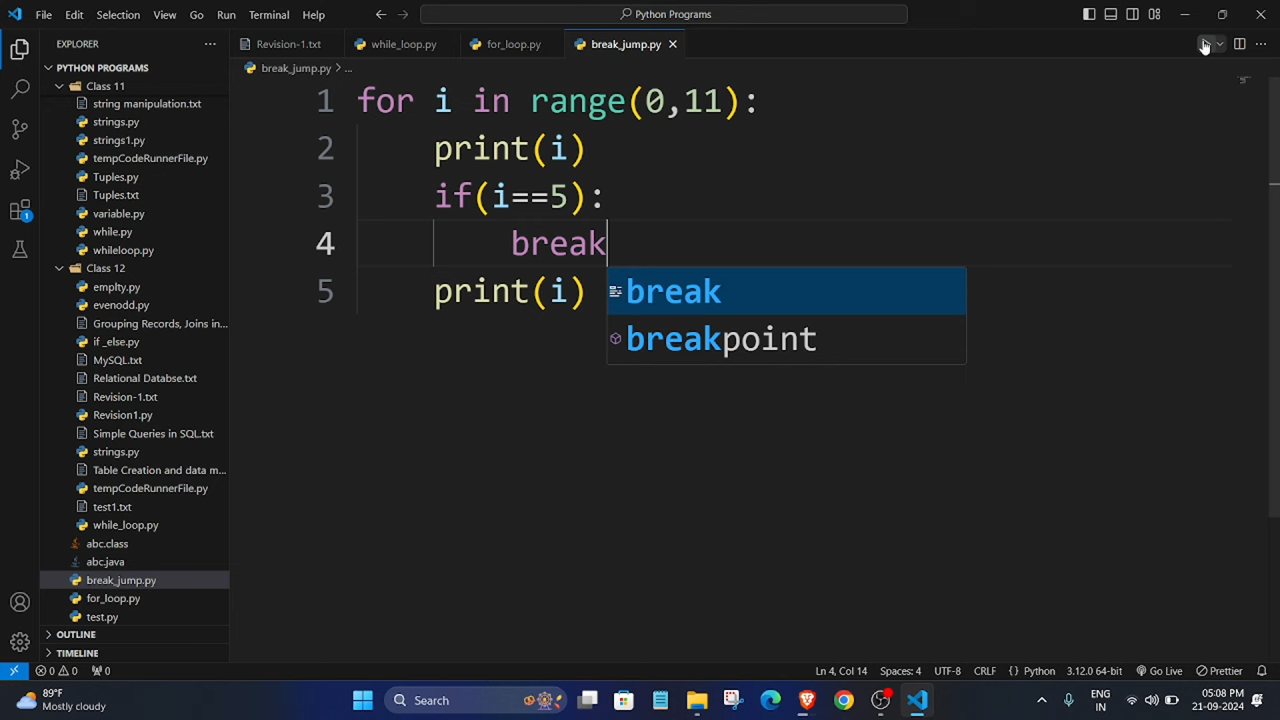 File Edit Selection View Go Run Terminal Help
Python Programs
EXPLORER
Revision-1.txt
while_loop.py
for_loop.py
break_jump.py
PYTHON PROGRAMS
break_jump.py > ...
Class 11
string manipulation.txt
strings.py
strings1.py
tempCodeRunnerFile.py
Tuples.py
Tuples.txt
variable.py
while.py
whileloop.py
Class 12
emplty.py
evenodd.py
Grouping Records, Joins in...
if _else.py
MySQL.txt
Relational Databse.txt
Revision-1.txt
Revision1.py
Simple Queries in SQL.txt
strings.py
Table Creation and data m...
tempCodeRunnerFile.py
test1.txt
while_loop.py
abc.class
abc.java
break_jump.py
for_loop.py
test.py
OUTLINE
TIMELINE
1 for i in range(0,11):
2 print(i)
3 if(i==5):
4 break
5 print(i)
break
breakpoint
1
0 0 0
Ln 4, Col 14 Spaces: 4 UTF-8 CRLF {} Python 3.12.0 64-bit Go Live Prettier
89°F
Mostly cloudy
Search
ENG
IN
05:08 PM
21-09-2024